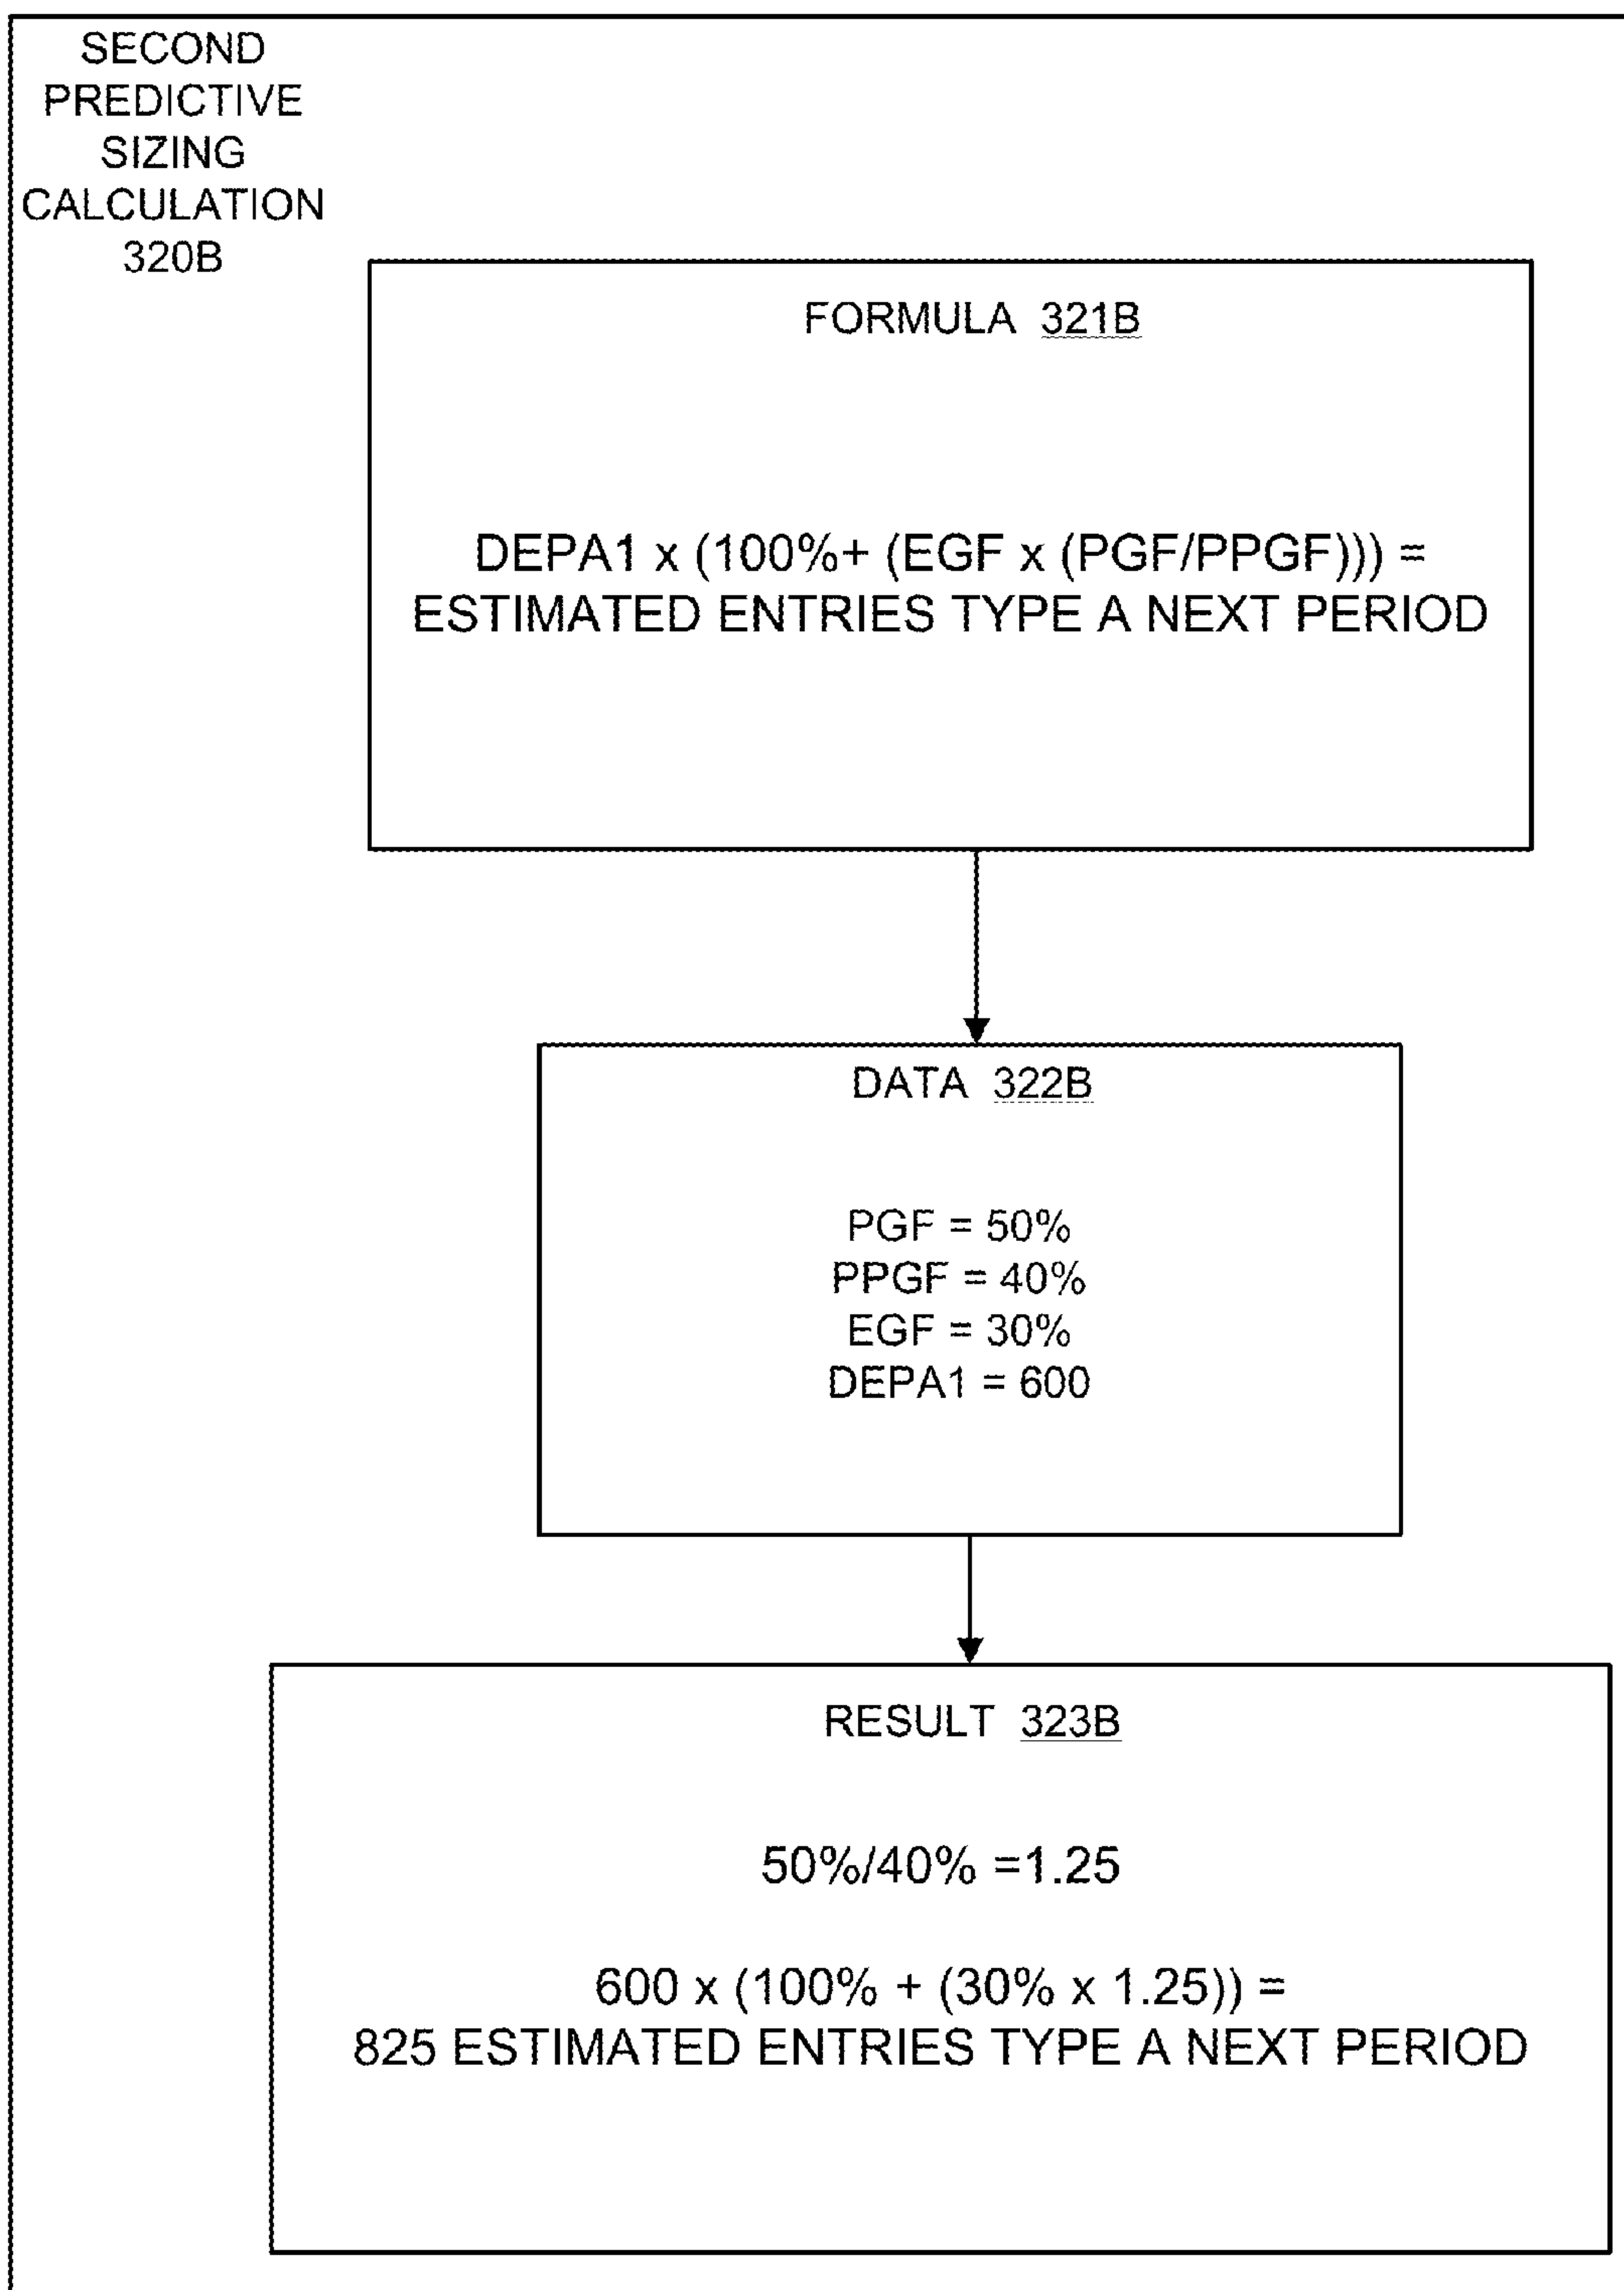 SECOND
PREDICTIVE
SIZING
CALCULATION
320B
FORMULA 321B
DEPA1 x (100%+ (EGF x (PGF/PPGF))) =
ESTIMATED ENTRIES TYPE A NEXT PERIOD
DATA 322B
PGF = 50%
PPGF = 40%
EGF = 30%
DEPA1 = 600
RESULT 323B
50%/40% =1.25
600 x (100% + (30% x 1.25)) =
825 ESTIMATED ENTRIES TYPE A NEXT PERIOD